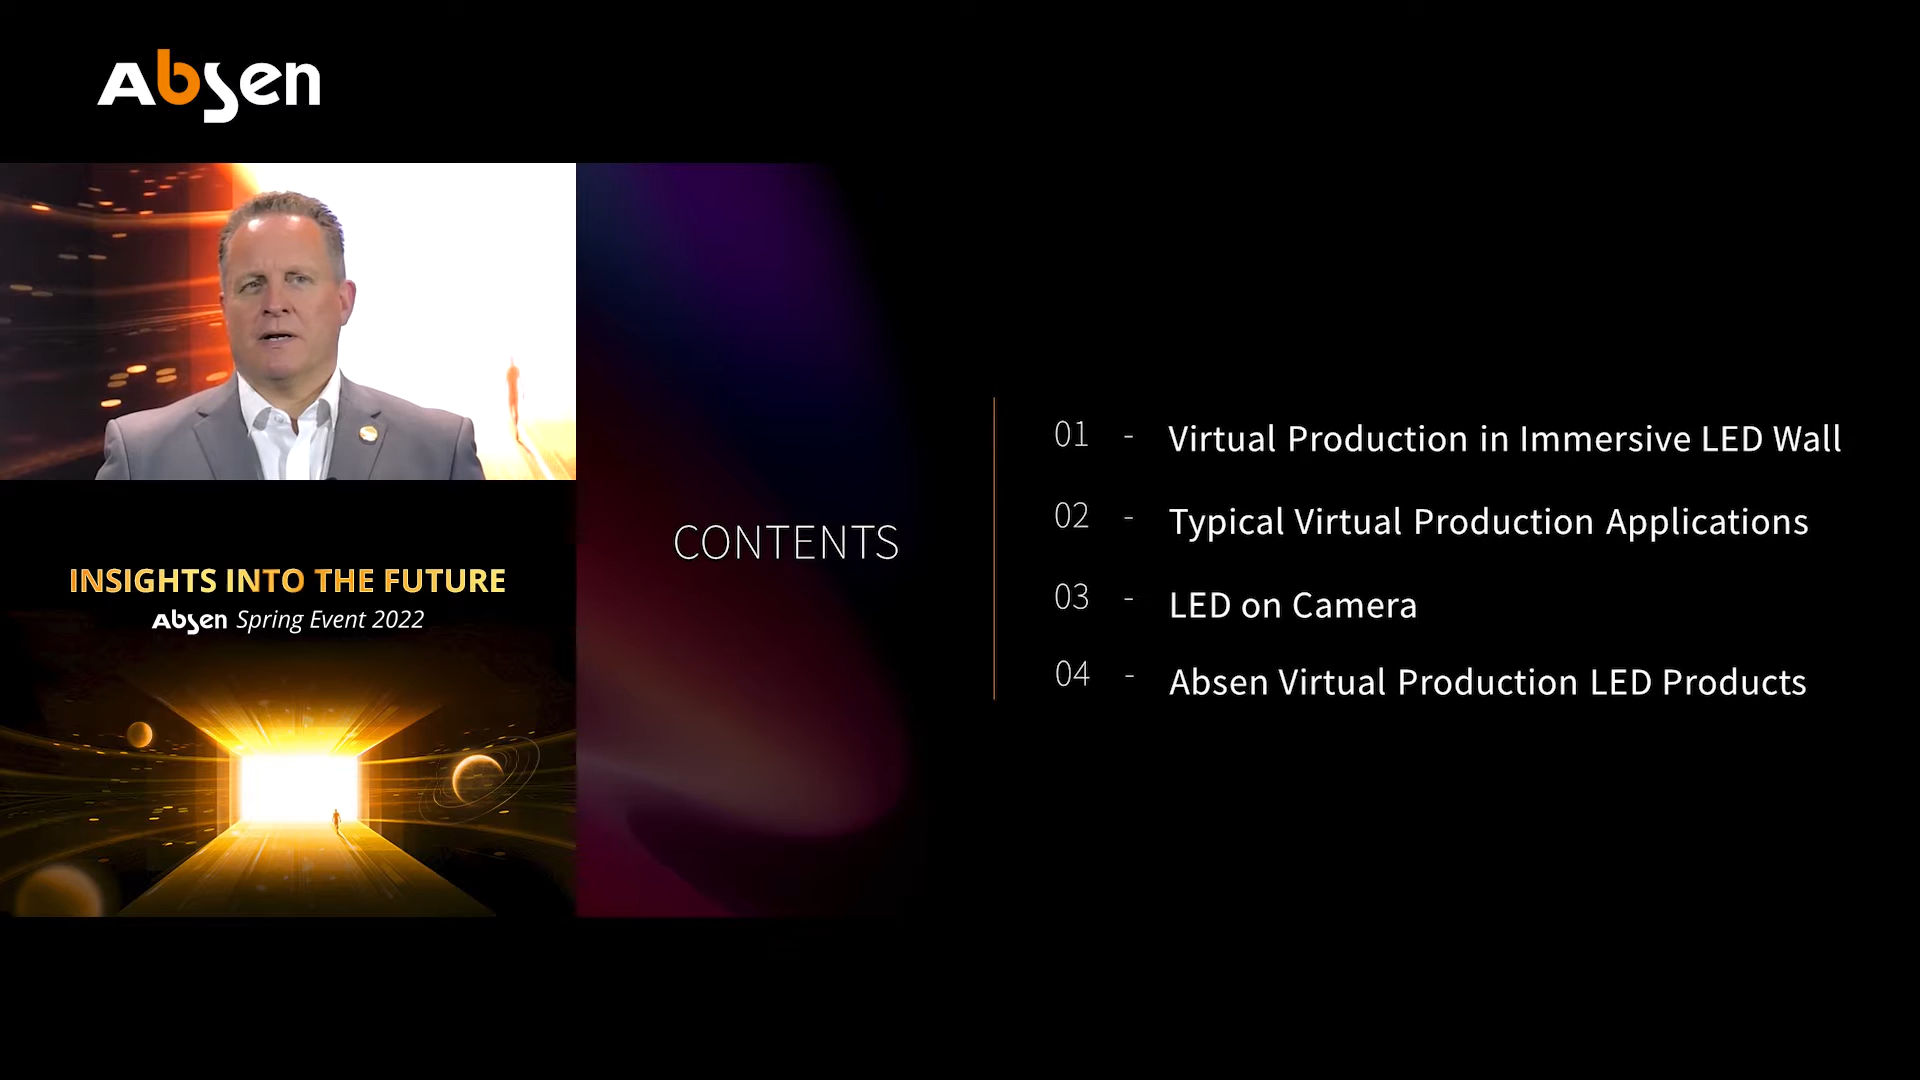 Absen
INSIGHTS INTO THE FUTURE
Absen Spring Event 2022
CONTENTS
01 - Virtual Production in Immersive LED Wall
02 - Typical Virtual Production Applications
03 - LED on Camera
04 - Absen Virtual Production LED Products